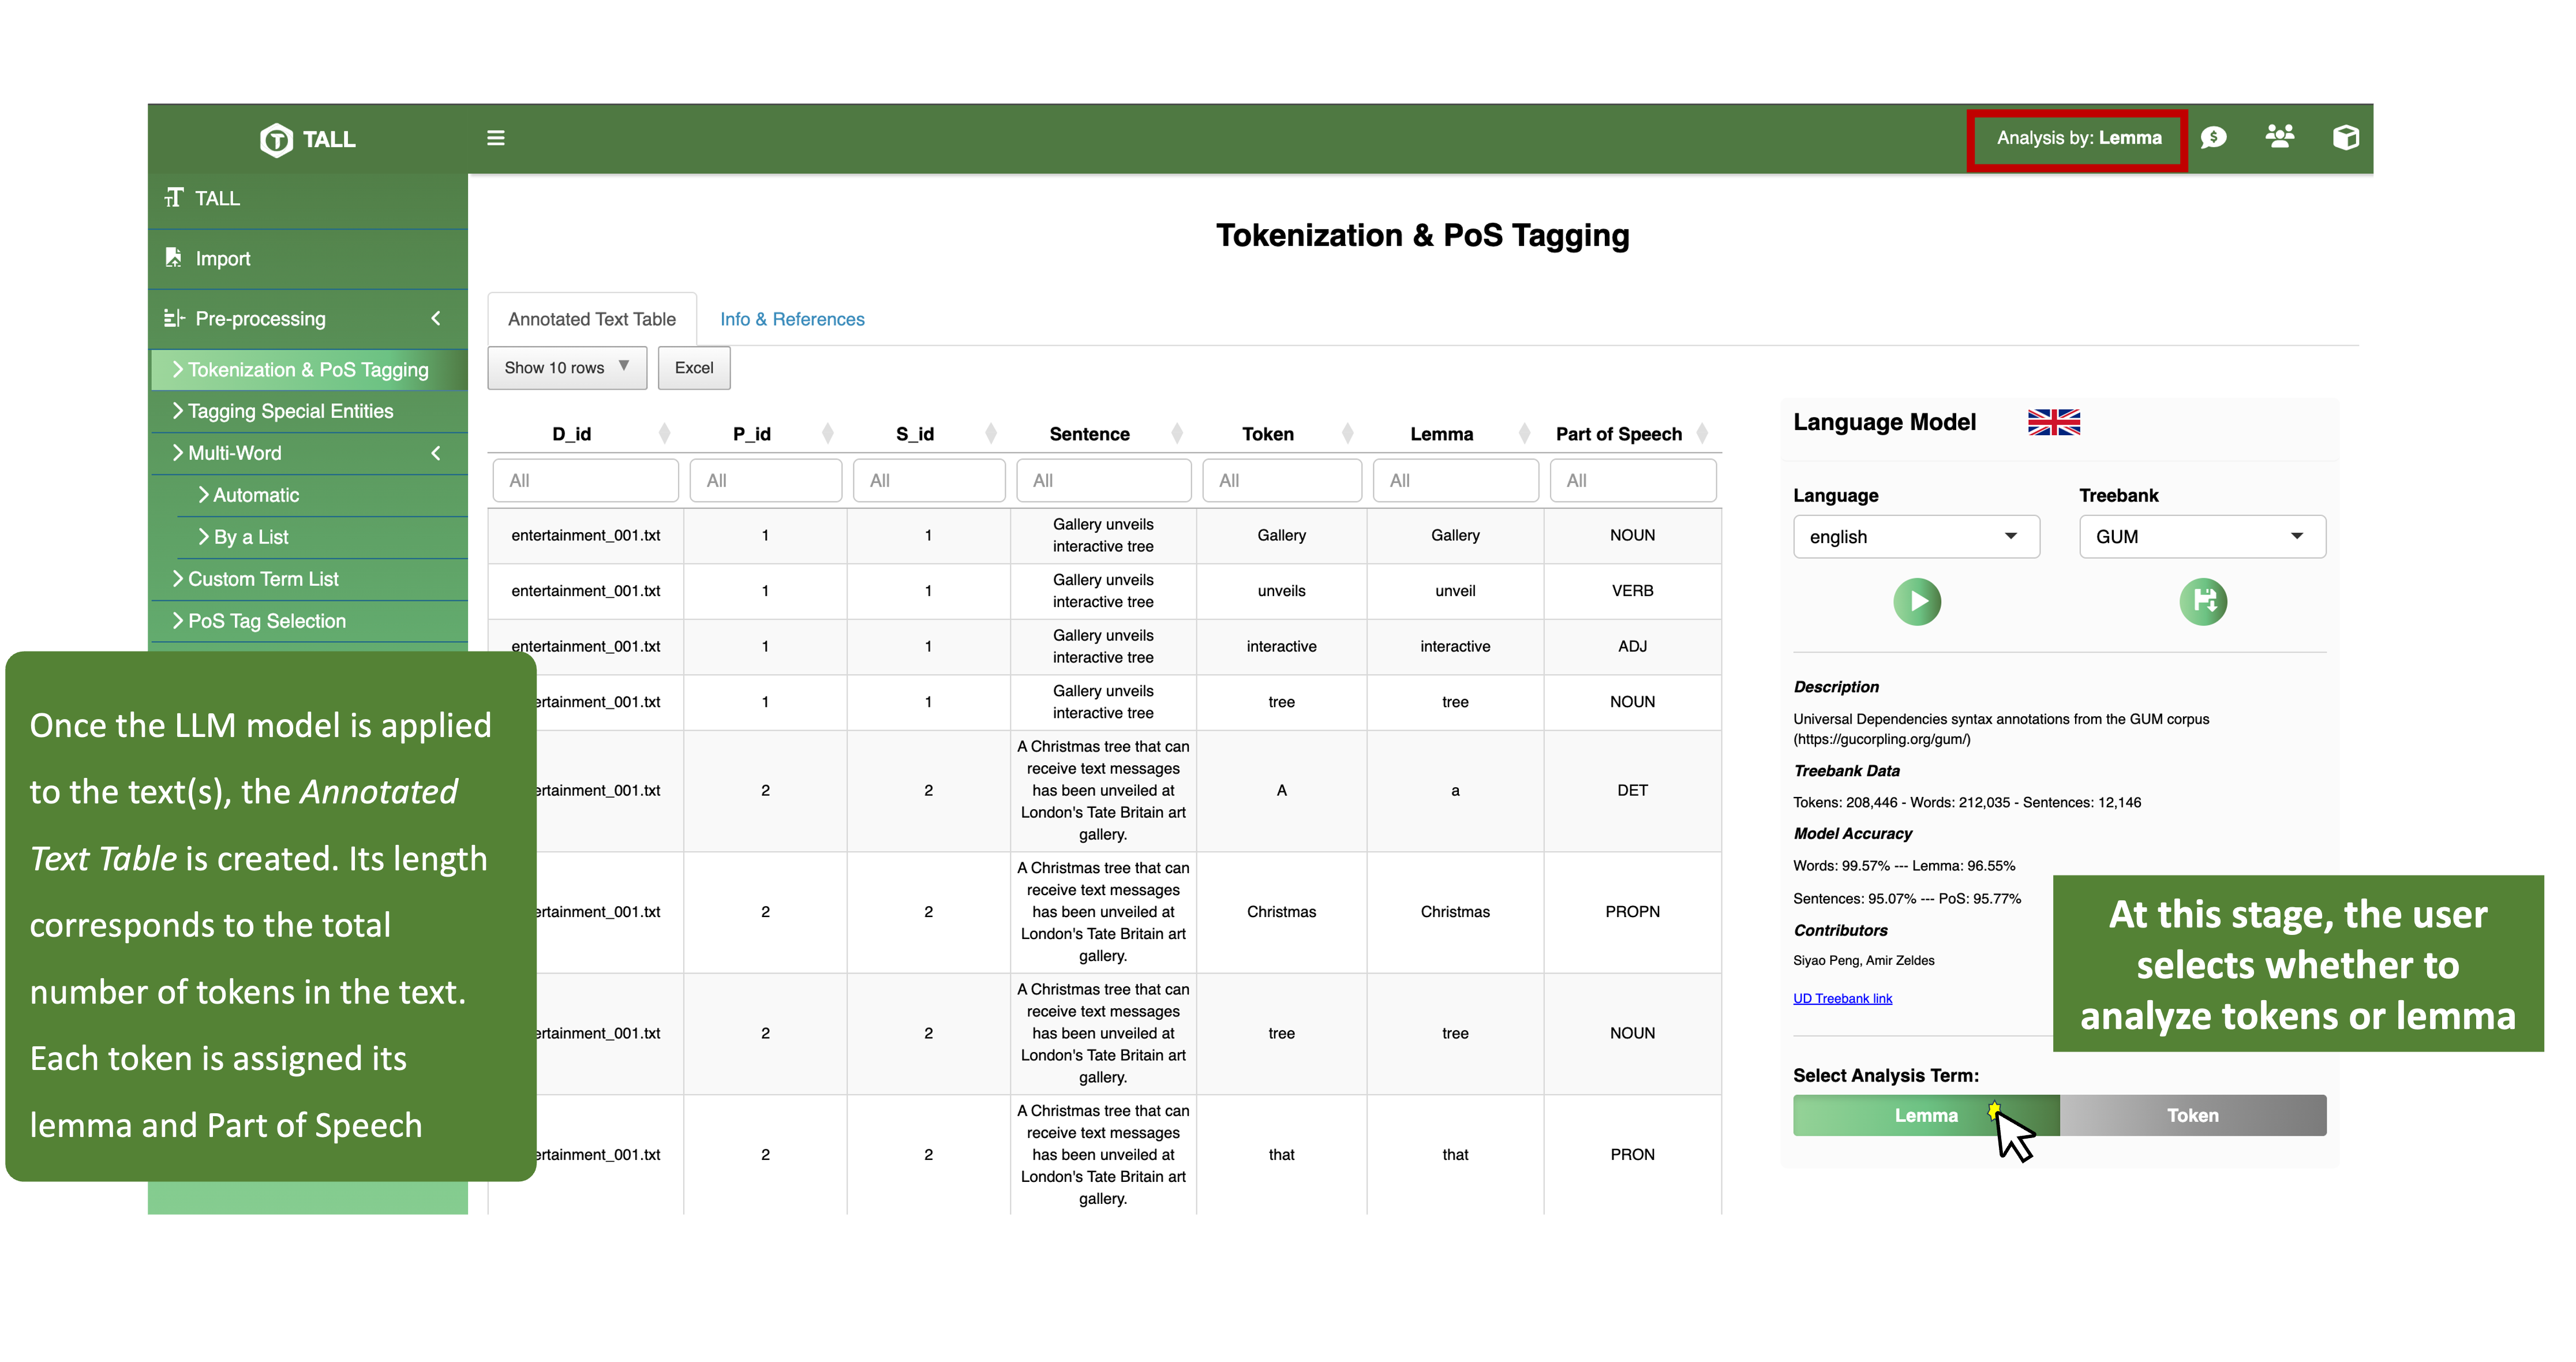 TALL
Analysis by: Lemma
TALL
Import
Pre-processing
Tokenization & PoS Tagging
Tagging Special Entities
Multi-Word
Automatic
By a List
Custom Term List
PoS Tag Selection
Once the LLM model is applied
to the text(s), the Annotated
Text Table is created. Its length
corresponds to the total
number of tokens in the text.
Each token is assigned its
lemma and Part of Speech
Tokenization & PoS Tagging
Annotated Text Table
Info & References
Show 10 rows
Excel
D_id P_id S_id Sentence Token Lemma Part of Speech
All All All All All All All
entertainment_001.txt 1 1 Gallery unveils Gallery Gallery NOUN
interactive tree
entertainment_001.txt 1 1 Gallery unveils unveils unveil VERB
interactive tree
entertainment_001.txt 1 1 Gallery unveils interactive interactive ADJ
interactive tree
ertainment_001.txt 1 1 Gallery unveils tree tree NOUN
interactive tree
A Christmas tree that can
receive text messages
ertainment_001.txt 2 2 has been unveiled at A a DET
London's Tate Britain art
gallery.
A Christmas tree that can
receive text messages
ertainment_001.txt 2 2 has been unveiled at Christmas Christmas PROPN
London's Tate Britain art
gallery.
A Christmas tree that can
receive text messages
ertainment_001.txt 2 2 has been unveiled at tree tree NOUN
London's Tate Britain art
gallery.
A Christmas tree that can
receive text messages
ertainment_001.txt 2 2 has been unveiled at that that PRON
London's Tate Britain art
gallery.
Language Model
Language Treebank
english GUM
Description
Universal Dependencies syntax annotations from the GUM corpus
(https://gucorpling.org/gum/)
Treebank Data
Tokens: 208,446 - Words: 212,035 - Sentences: 12,146
Model Accuracy
Words: 99.57% --- Lemma: 96.55%
Sentences: 95.07% --- PoS: 95.77%
Contributors
Siyao Peng, Amir Zeldes
UD Treebank link
At this stage, the user
selects whether to
analyze tokens or lemma
Select Analysis Term:
Lemma Token